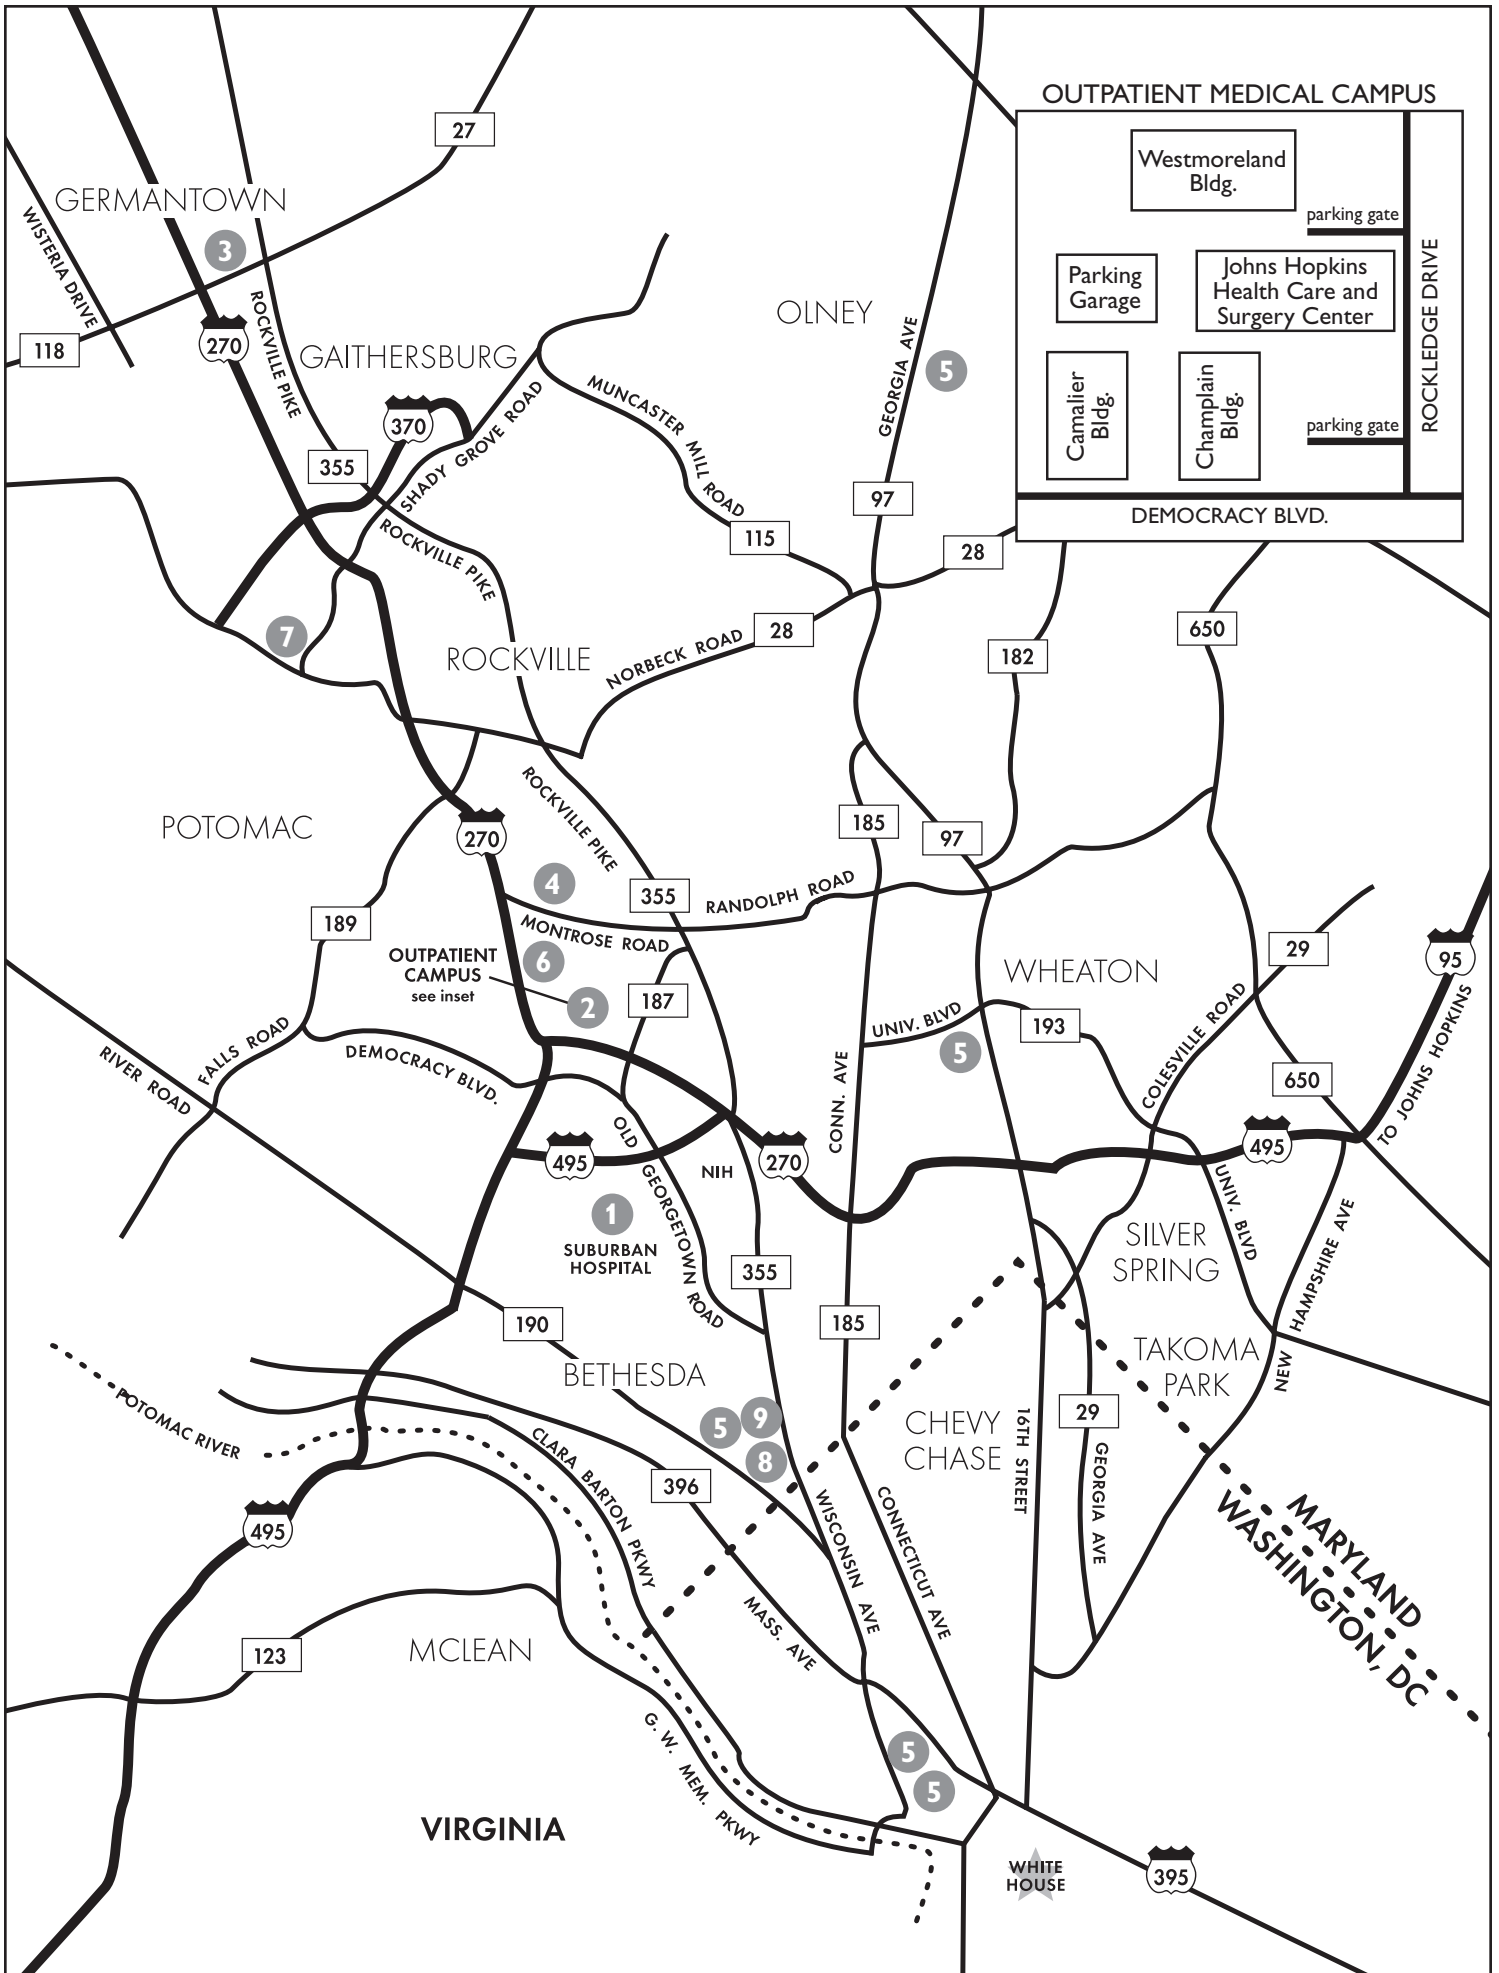 OUTPATIENT MEDICAL CAMPUS
Westmoreland
Bldg.
parking gate
Parking
Garage
Johns Hopkins
Health Care and
Surgery Center
Camalier
Bldg.
Champlain
Bldg.
parking gate
ROCKLEDGE DRIVE
DEMOCRACY BLVD.
27
GERMANTOWN
WISTERIA DRIVE
3
118
270
ROCKVILLE PIKE
GAITHERSBURG
370
355
SHADY GROVE ROAD
ROCKVILLE PIKE
MUNCASTER MILL ROAD
115
OLNEY
GEORGIA AVE
5
97
28
28
NORBECK ROAD
7
ROCKVILLE
182
650
POTOMAC
270
ROCKVILLE PIKE
185
97
4
355
RANDOLPH ROAD
189
MONTROSE ROAD
OUTPATIENT
CAMPUS
see inset
6
2
187
WHEATON
29
95
UNIV. BLVD
193
5
COLESVILLE ROAD
TO JOHNS HOPKINS
FALLS ROAD
RIVER ROAD
DEMOCRACY BLVD.
CONN. AVE
650
495
OLD GEORGETOWN ROAD
NIH
270
495
1
SUBURBAN
HOSPITAL
UNIV. BLVD
SILVER
SPRING
NEW HAMPSHIRE AVE
355
190
185
BETHESDA
TAKOMA
PARK
POTOMAC RIVER
5
9
8
CHEVY
CHASE
16TH STREET
29
GEORGIA AVE
CLARA BARTON PKWY
396
WISCONSIN AVE
CONNECTICUT AVE
MARYLAND
WASHINGTON, DC
495
MASS. AVE
123
MCLEAN
G. W. MEM. PKWY
5
5
VIRGINIA
WHITE
HOUSE
395